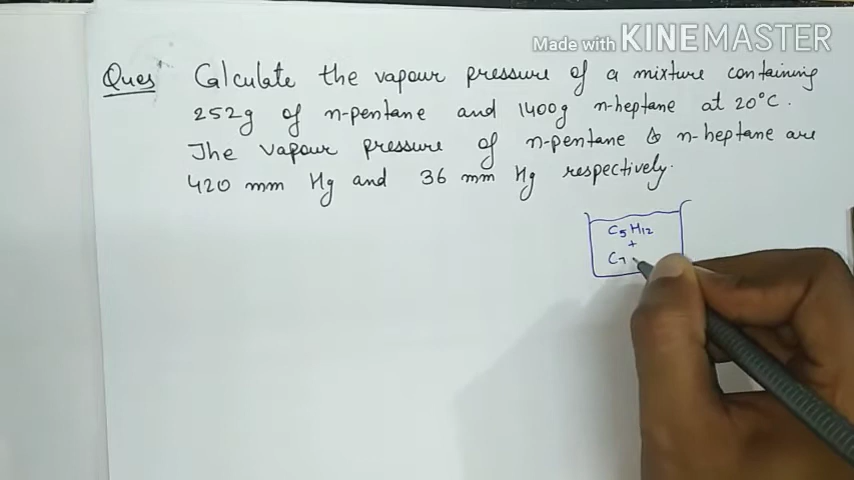 Made with KINEMASTER
Ques Calculate the vapour pressure of a mixture containing
252g of n-pentane and 1400g n-heptane at 20°C.
The vapour pressure of n-pentane & n-heptane are
420 mm Hg and 36 mm Hg respectively.
C5H12
+
C7